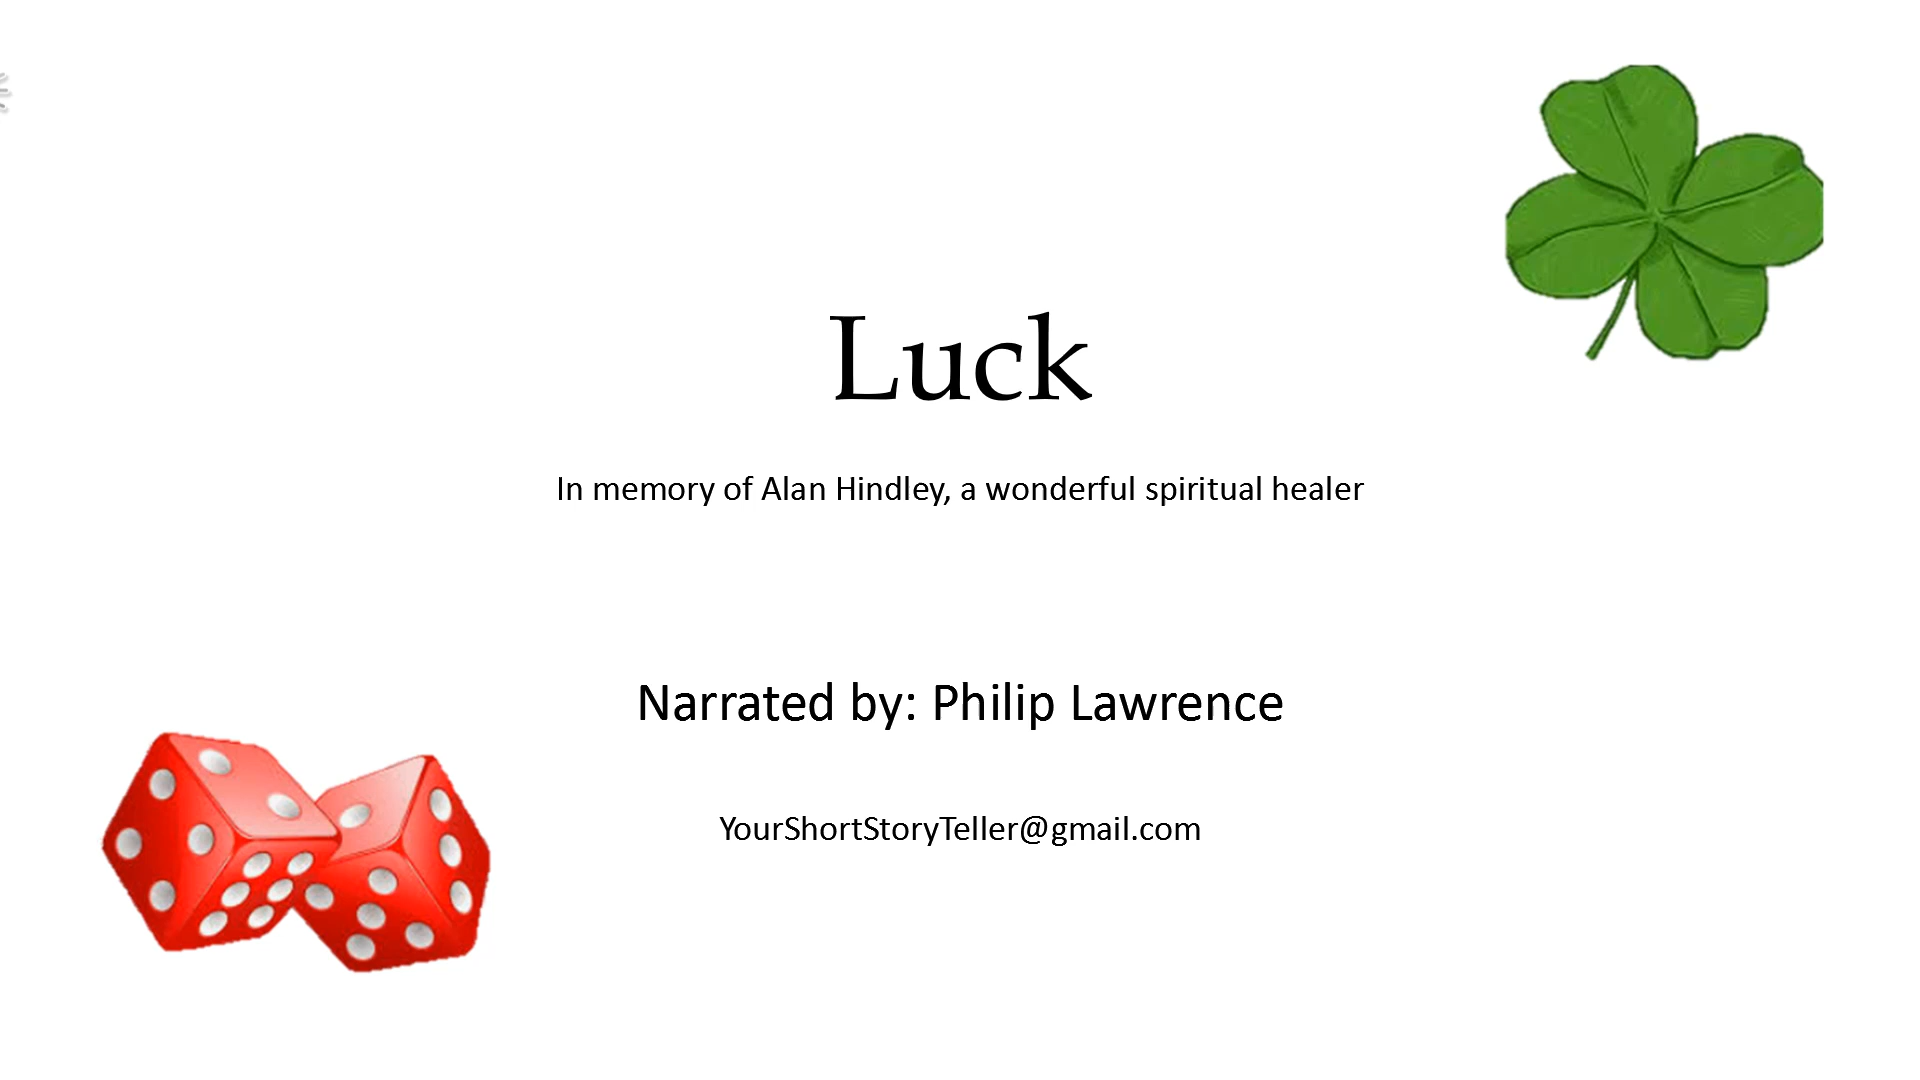 Luck
In memory of Alan Hindley, a wonderful spiritual healer
Narrated by: Philip Lawrence
YourShortStoryTeller@gmail.com